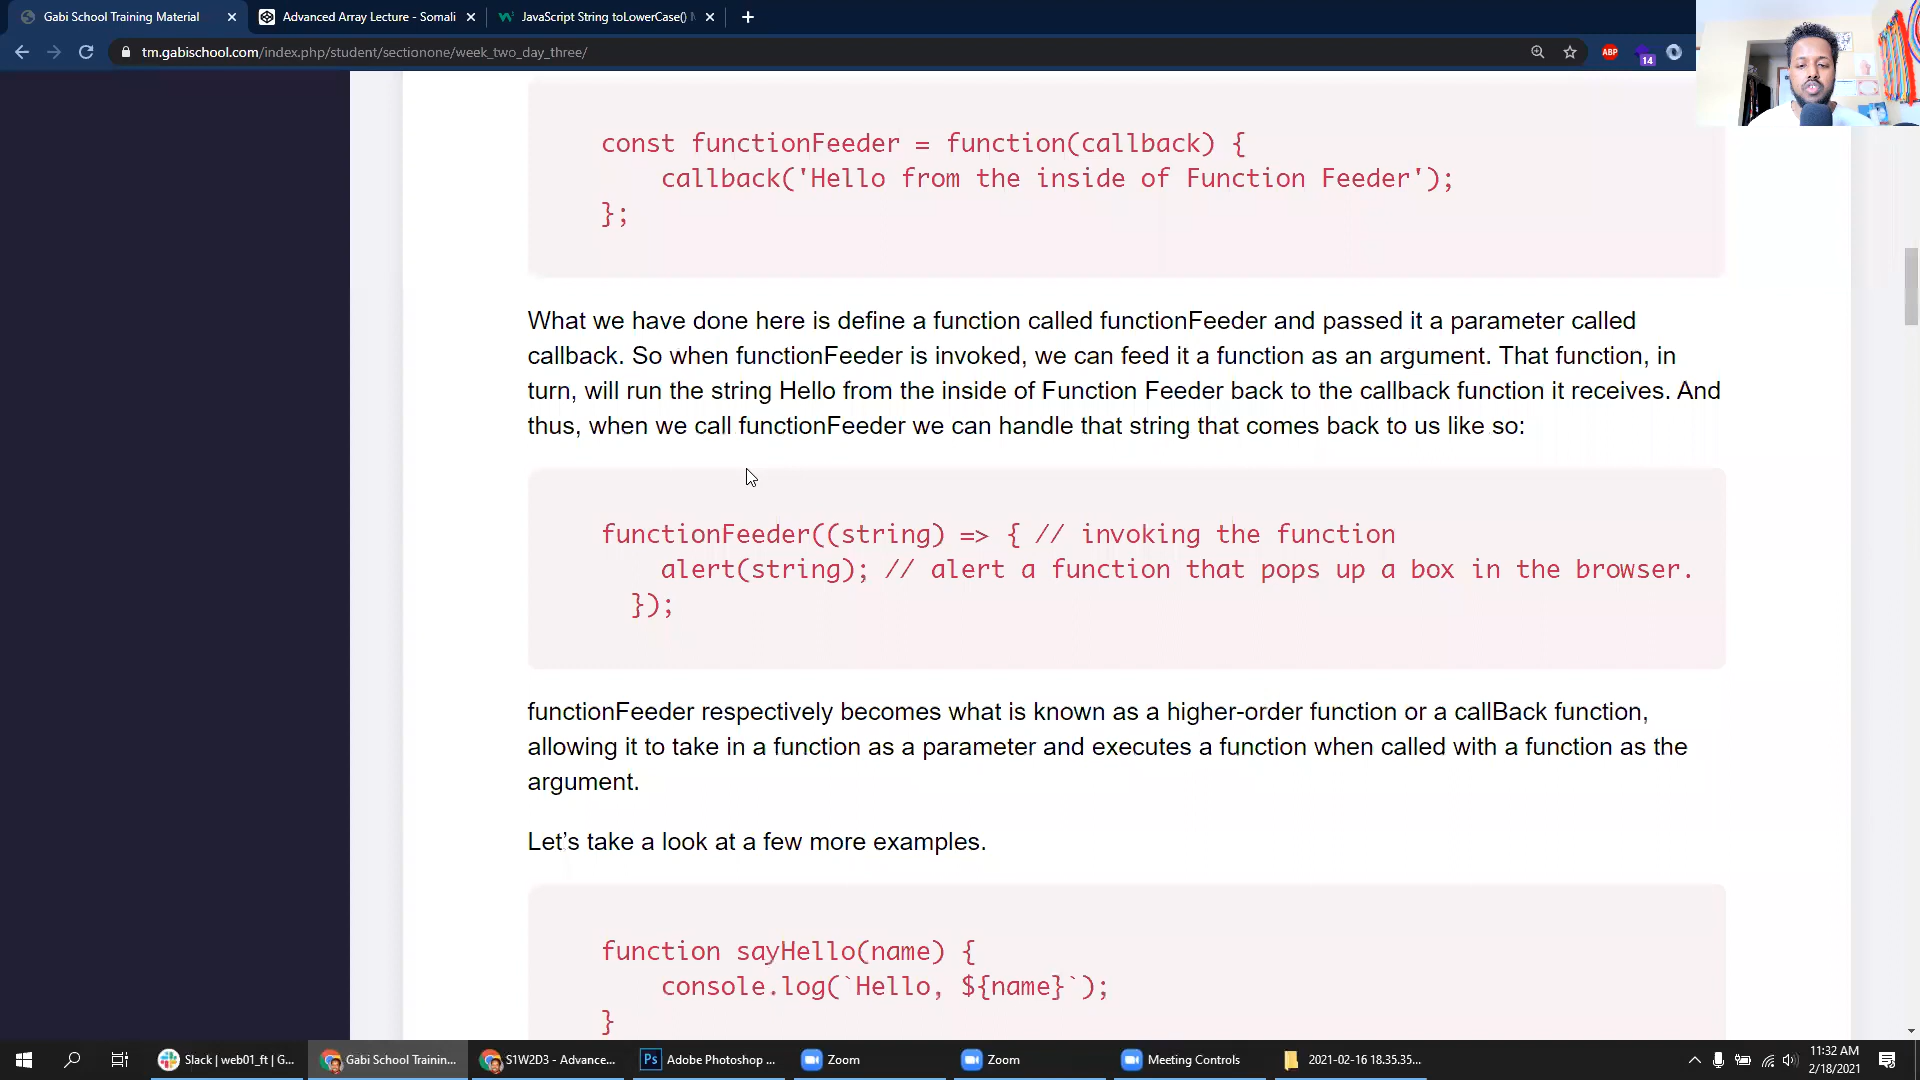 Gabi School Training Material
Advanced Array Lecture - Somali
JavaScript String toLowerCase()
tm.gabischool.com/index.php/student/sectionone/week_two_day_three/
ABP
14
const functionFeeder = function(callback) {
callback('Hello from the inside of Function Feeder');
};
What we have done here is define a function called functionFeeder and passed it a parameter called
callback. So when functionFeeder is invoked, we can feed it a function as an argument. That function, in
turn, will run the string Hello from the inside of Function Feeder back to the callback function it receives. And
thus, when we call functionFeeder we can handle that string that comes back to us like so:
functionFeeder((string) => { // invoking the function
alert(string); // alert a function that pops up a box in the browser.
});
functionFeeder respectively becomes what is known as a higher-order function or a callBack function,
allowing it to take in a function as a parameter and executes a function when called with a function as the
argument.
Let’s take a look at a few more examples.
function sayHello(name) {
console.log(`Hello, ${name}`);
}
Slack | web01_ft | G...
Gabi School Trainin...
S1W2D3 - Advance...
Ps
Adobe Photoshop ...
Zoom
Zoom
Meeting Controls
2021-02-16 18.35.35...
11:32 AM
2/18/2021